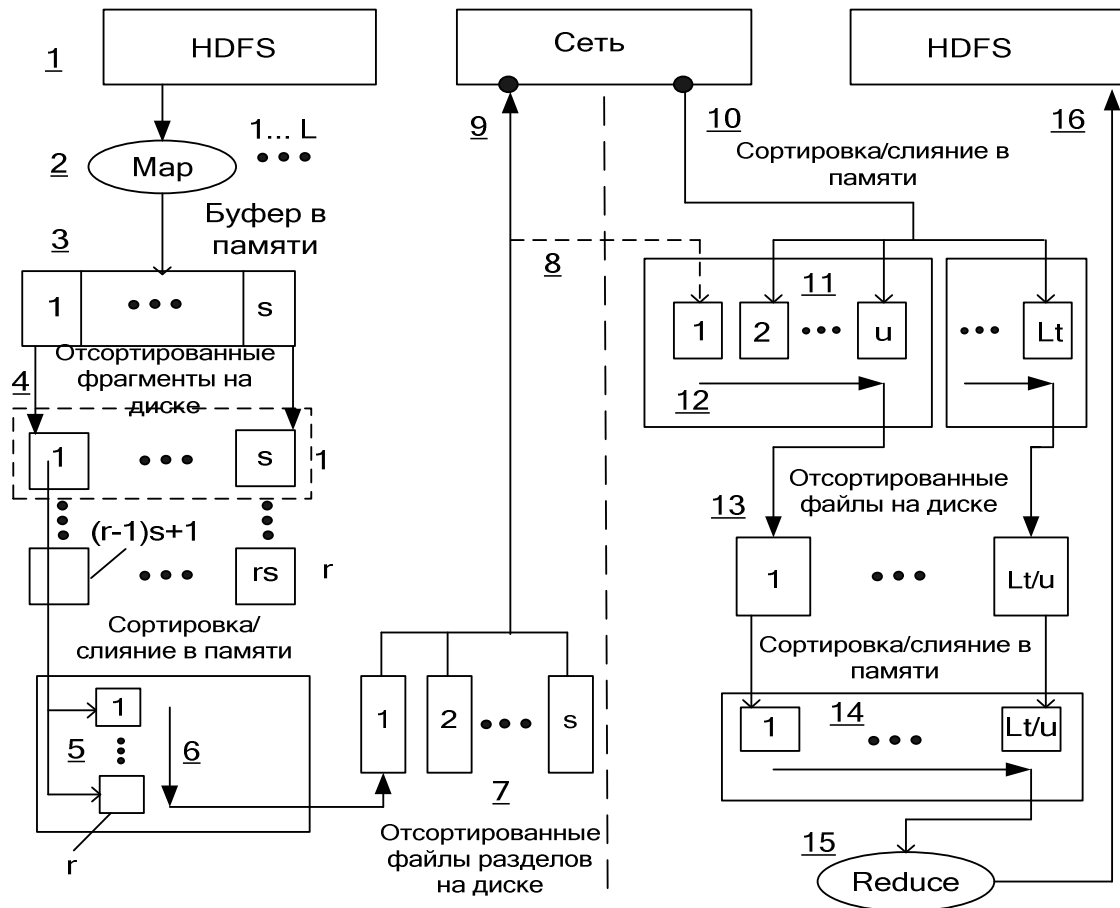 HDFS
Сеть
HDFS
1
9
10
16
1... L
2
Map
Сортировка/слияние в
памяти
Буфер в
памяти
3
8
11
1
s
1
2
u
Lt
Отсортированные
фрагменты на
диске
4
12
1
s
1
Отсортированные
файлы на диске
13
(r-1)s+1
rs
r
1
Lt/u
Сортировка/
слияние в памяти
Сортировка/слияние в
памяти
1
5
6
r
1
2
s
7
14
1
Lt/u
Отсортированные
файлы разделов
на диске
15
Reduce